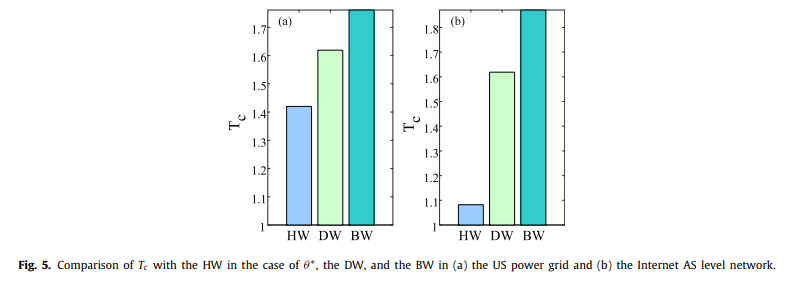 (a)
1.7
1.6
1.5
1.4
1.3
1.2
1.1
1
T_c
HW DW BW
(b)
1.8
1.7
1.6
1.5
1.4
1.3
1.2
1.1
1
T_c
HW DW BW
Fig. 5. Comparison of T_c with the HW in the case of θ*, the DW, and the BW in (a) the US power grid and (b) the Internet AS level network.